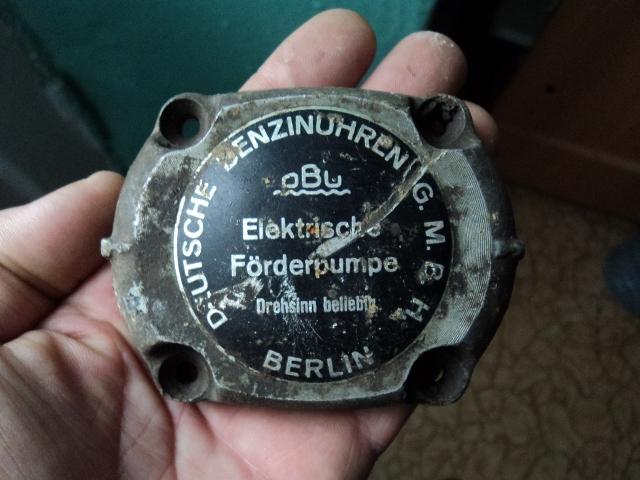 DEUTSCHE BENZINUHREN G.M.B.H.
DBU
Elektrische
Förderpumpe
Drehsinn beliebig
BERLIN